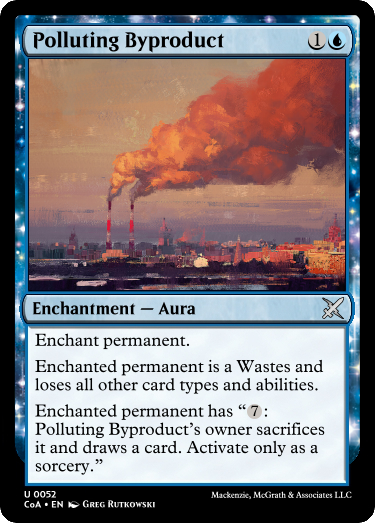 Polluting Byproduct 1
Enchantment — Aura
Enchant permanent.
Enchanted permanent is a Wastes and
loses all other card types and abilities.
Enchanted permanent has “7:
Polluting Byproduct’s owner sacrifices
it and draws a card. Activate only as a
sorcery.”
U 0052
CoA • EN Greg Rutkowski
Mackenzie, McGrath & Associates LLC